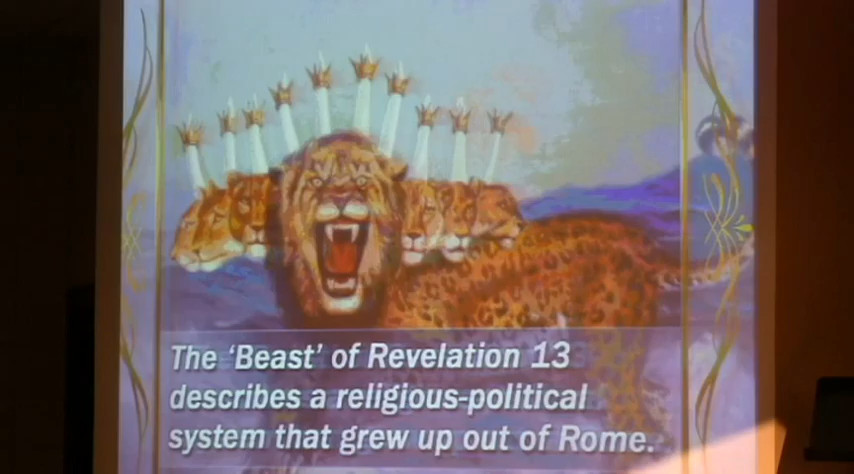 The ‘Beast’ of Revelation 13
describes a religious-political
system that grew up out of Rome.